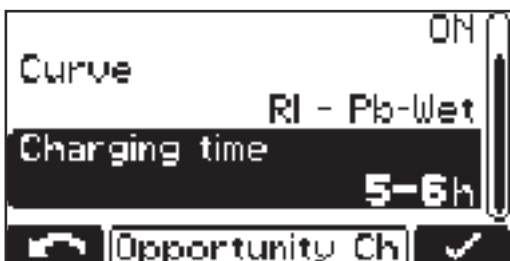 ON
Curve
RI - Pb-Wet
Charging time
5-6h
Opportunity Ch